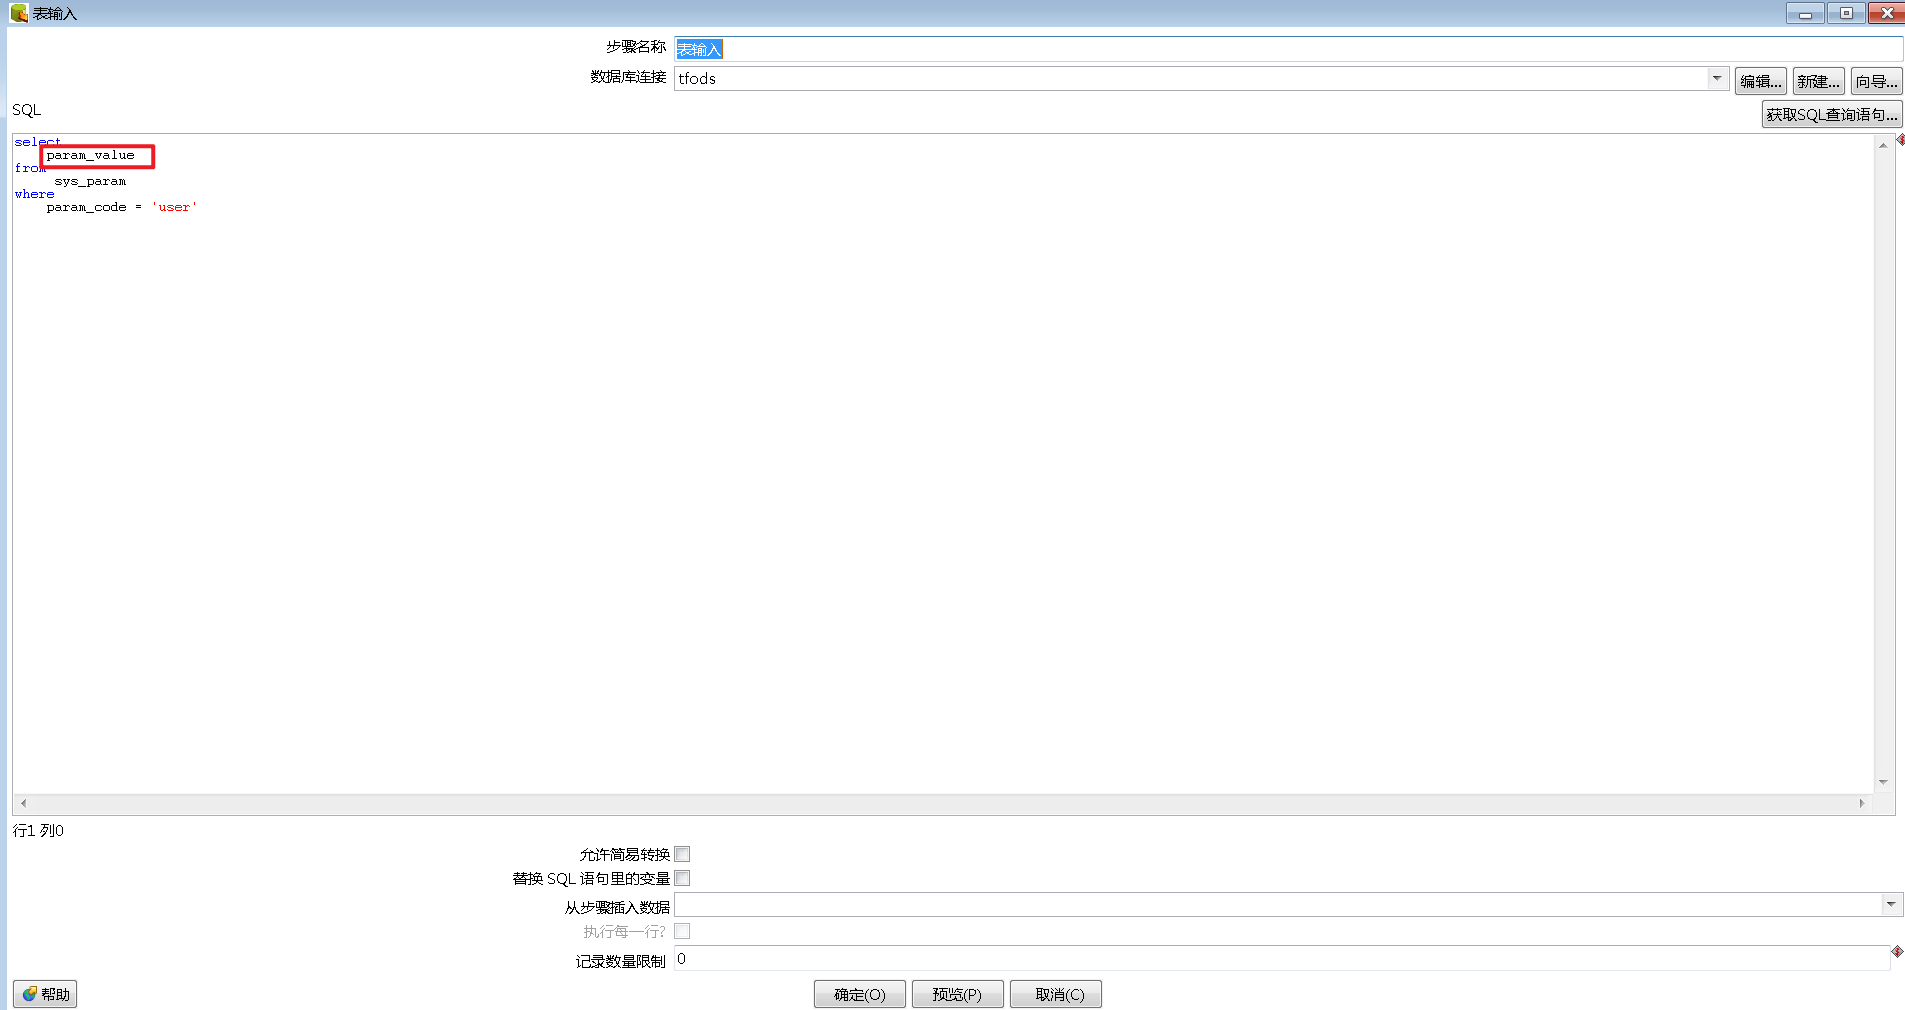 表输入
步骤名称 表输入
数据库连接 tfods 编辑... 新建... 向导...
SQL 获取SQL查询语句...
select
param_value
from
sys_param
where
param_code = 'user'
行1 列0
允许简易转换
替换 SQL 语句里的变量
从步骤插入数据
执行每一行?
记录数量限制 0
帮助 确定(O) 预览(P) 取消(C)